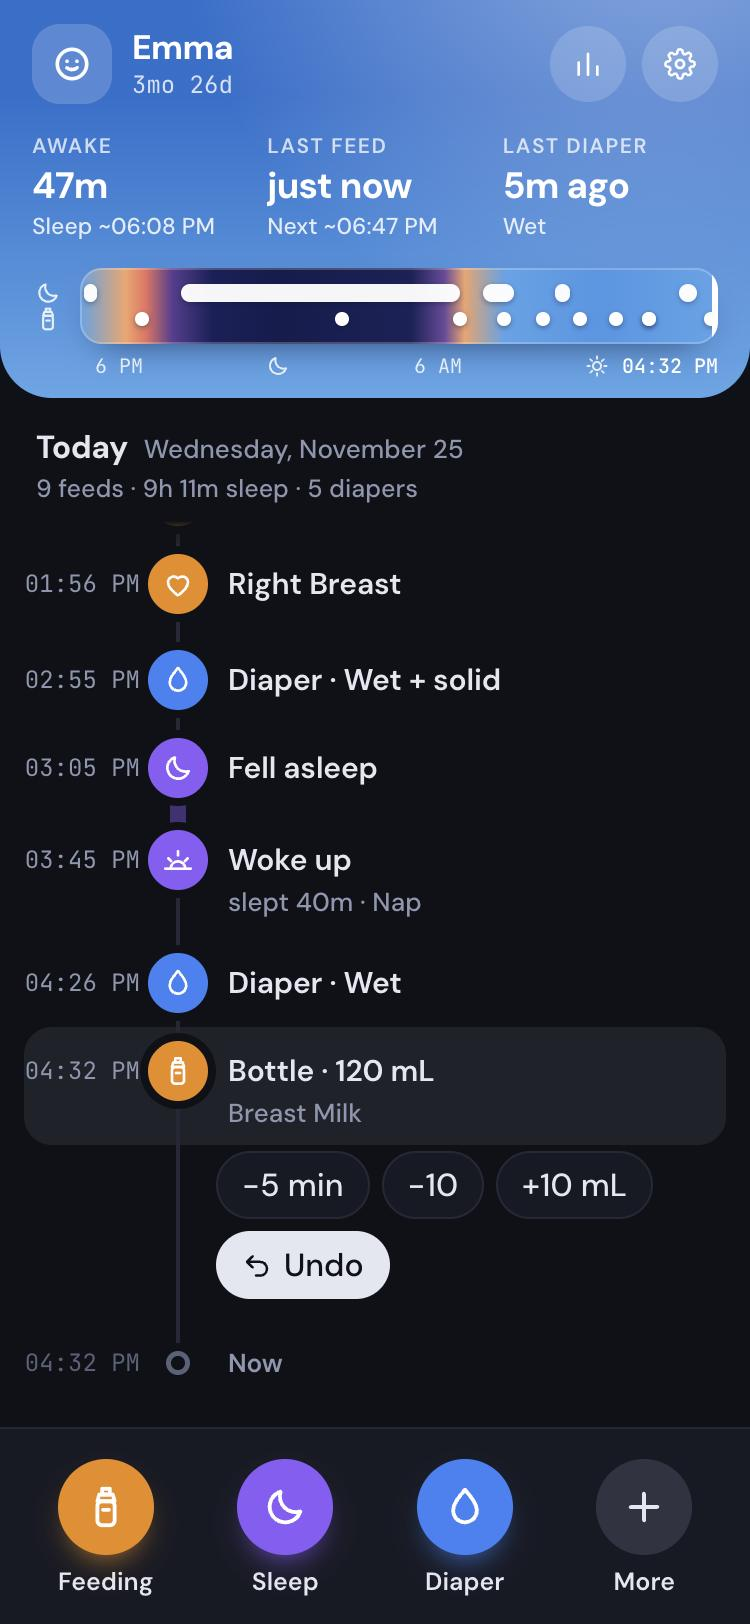 Emma
3mo 26d
AWAKE
47m
Sleep ~06:08 PM
LAST FEED
just now
Next ~06:47 PM
LAST DIAPER
5m ago
Wet
6 PM 6 AM 04:32 PM
Today Wednesday, November 25
9 feeds · 9h 11m sleep · 5 diapers
01:56 PM Right Breast
02:55 PM Diaper · Wet + solid
03:05 PM Fell asleep
03:45 PM Woke up
slept 40m · Nap
04:26 PM Diaper · Wet
04:32 PM Bottle · 120 mL
Breast Milk
−5 min −10 +10 mL
Undo
04:32 PM Now
Feeding Sleep Diaper More